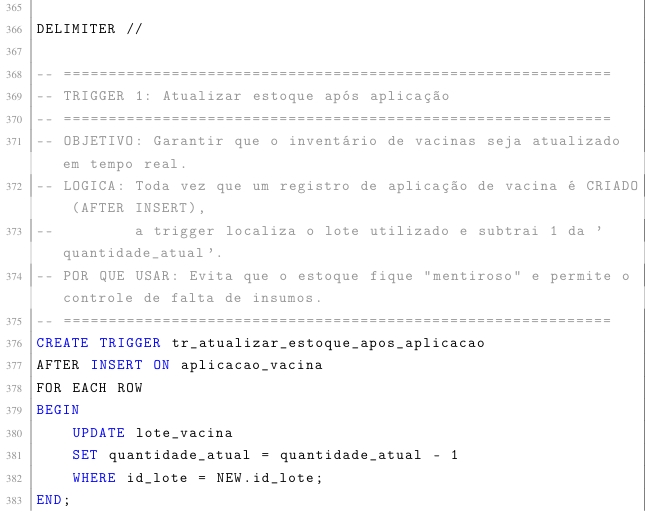 365
366 DELIMITER //
367
368 -- =============================================================
369 -- TRIGGER 1: Atualizar estoque após aplicação
370 -- =============================================================
371 -- OBJETIVO: Garantir que o inventário de vacinas seja atualizado
em tempo real.
372 -- LOGICA: Toda vez que um registro de aplicação de vacina é CRIADO
(AFTER INSERT),
373 --         a trigger localiza o lote utilizado e subtrai 1 da '
quantidade_atual'.
374 -- POR QUE USAR: Evita que o estoque fique "mentiroso" e permite o
controle de falta de insumos.
375 -- =============================================================
376 CREATE TRIGGER tr_atualizar_estoque_apos_aplicacao
377 AFTER INSERT ON aplicacao_vacina
378 FOR EACH ROW
379 BEGIN
380     UPDATE lote_vacina
381     SET quantidade_atual = quantidade_atual - 1
382     WHERE id_lote = NEW.id_lote;
383 END;